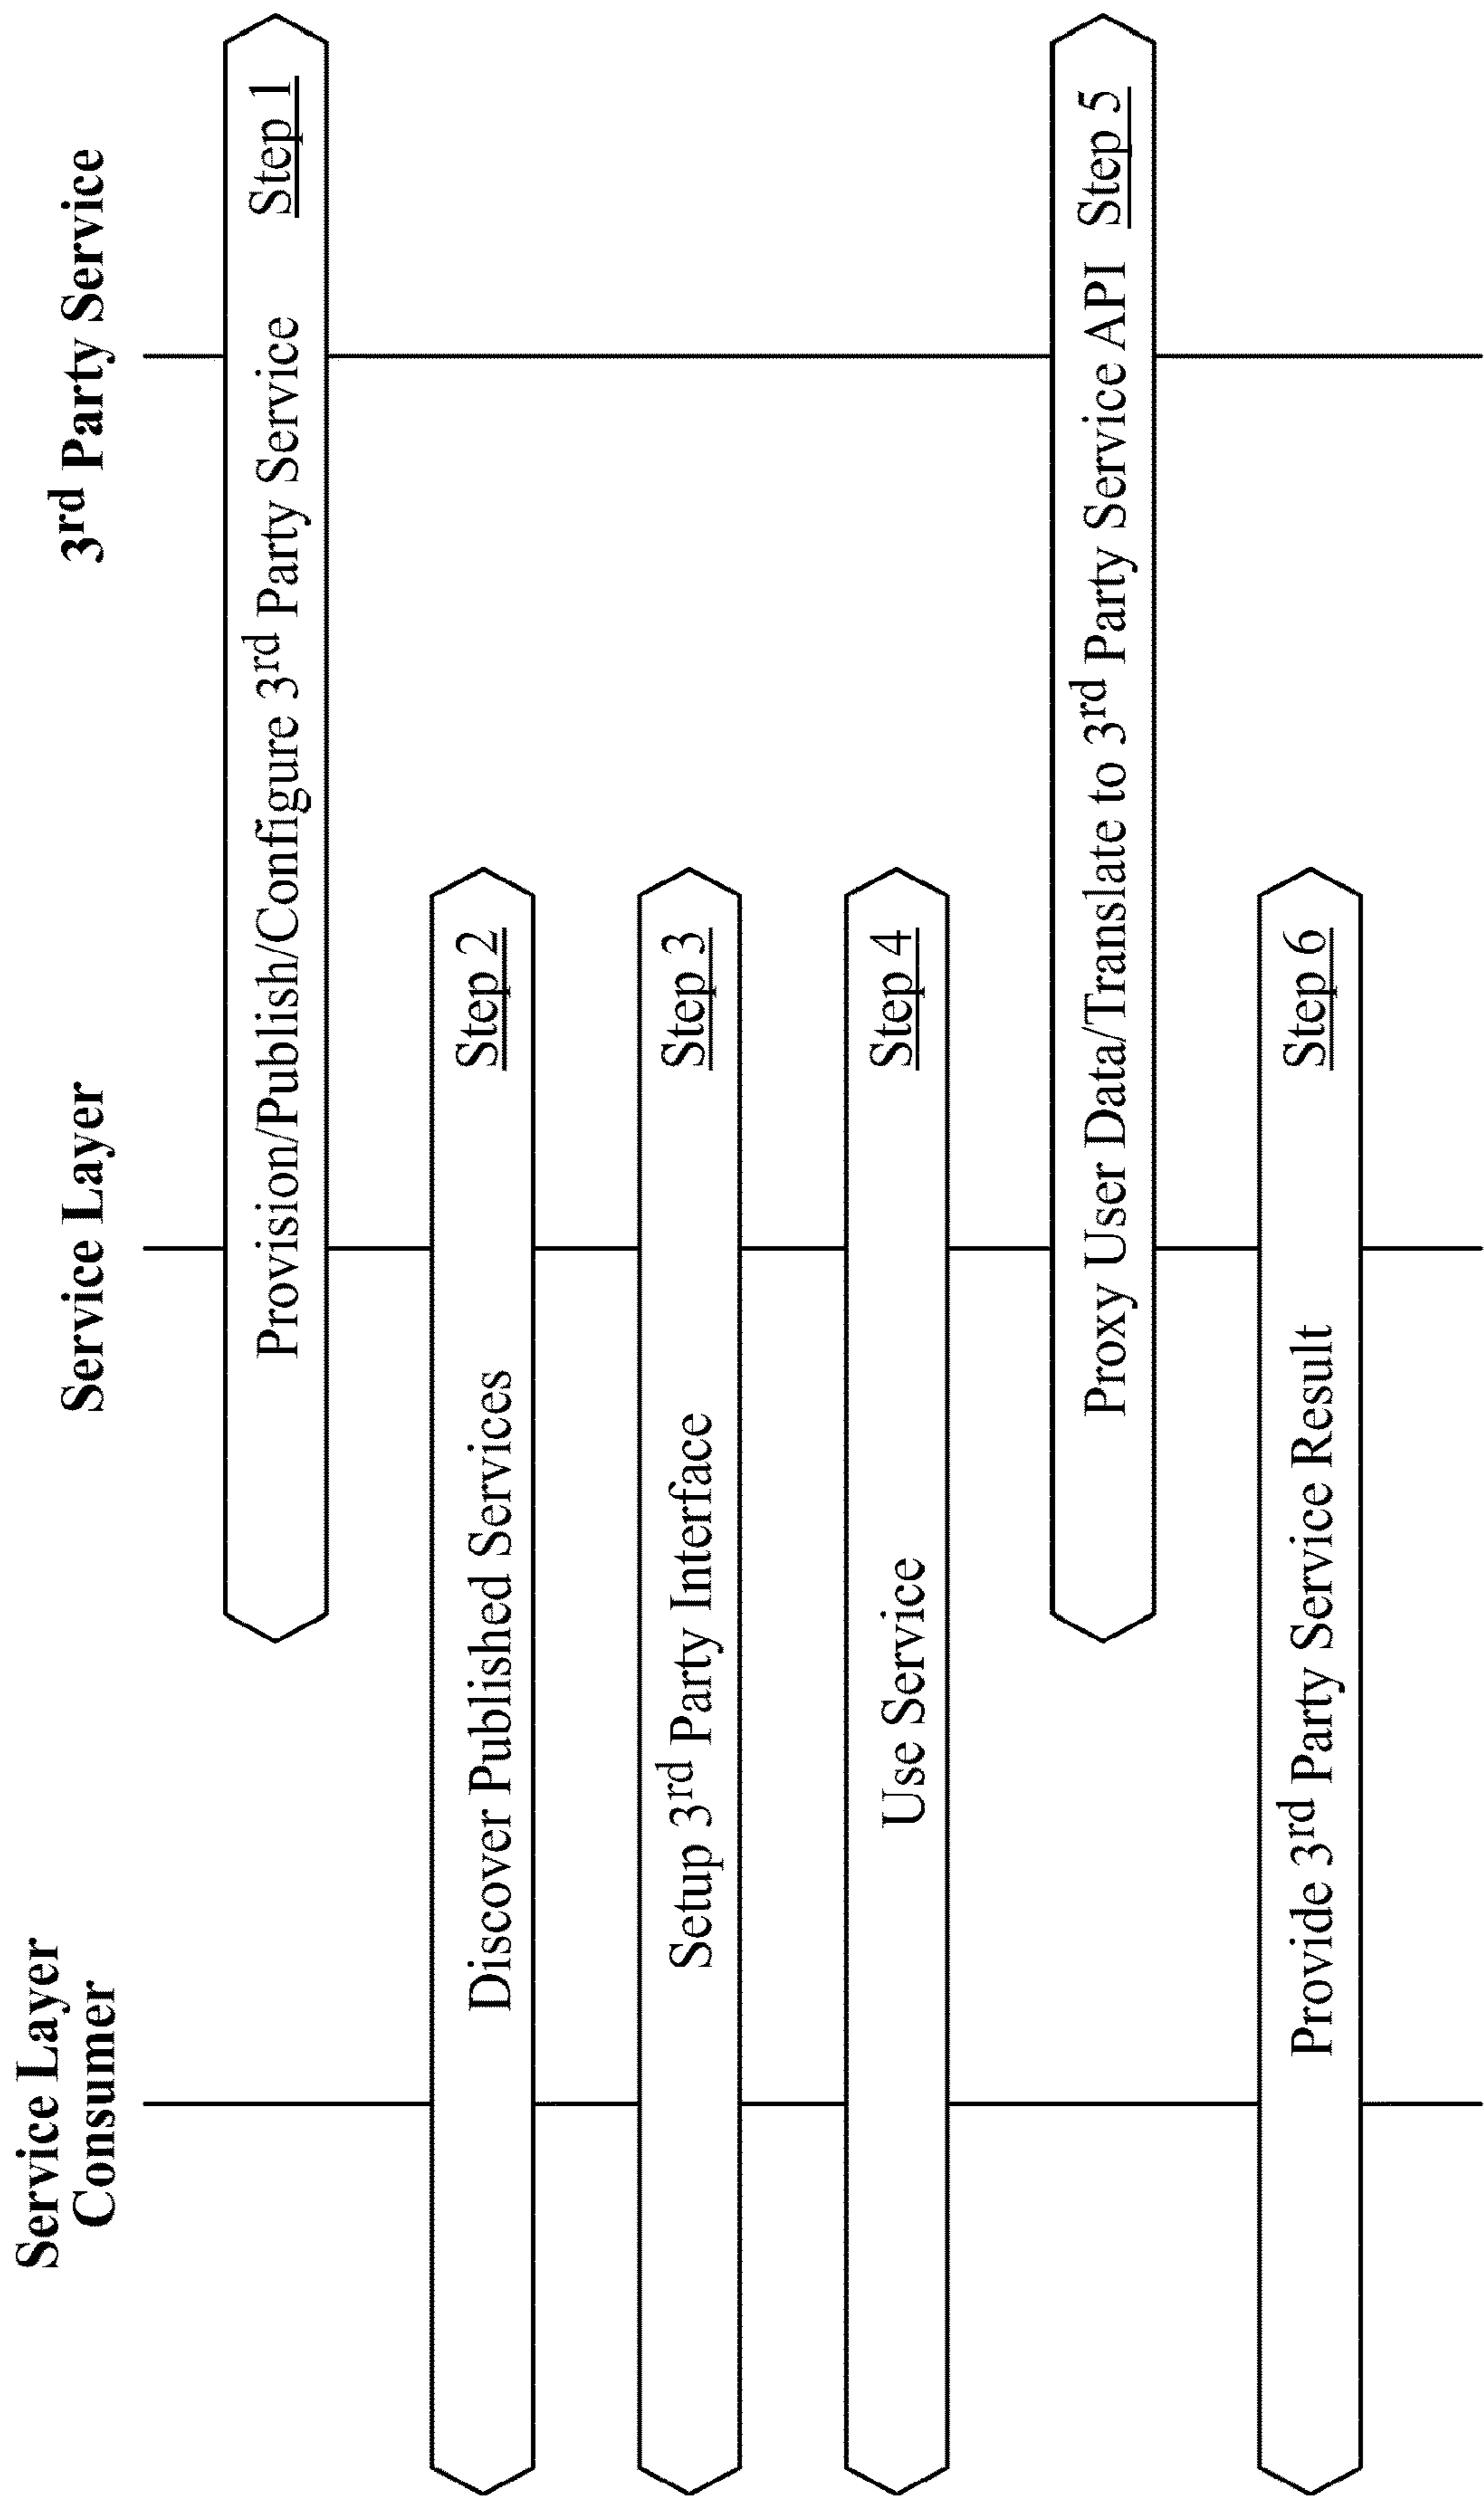 Service Layer
Consumer
Service Layer
3rd Party Service
Provision/Publish/Configure 3rd Party Service Step 1
Discover Published Services Step 2
Setup 3rd Party Interface Step 3
Use Service Step 4
Proxy User Data/Translate to 3rd Party Service API Step 5
Provide 3rd Party Service Result Step 6